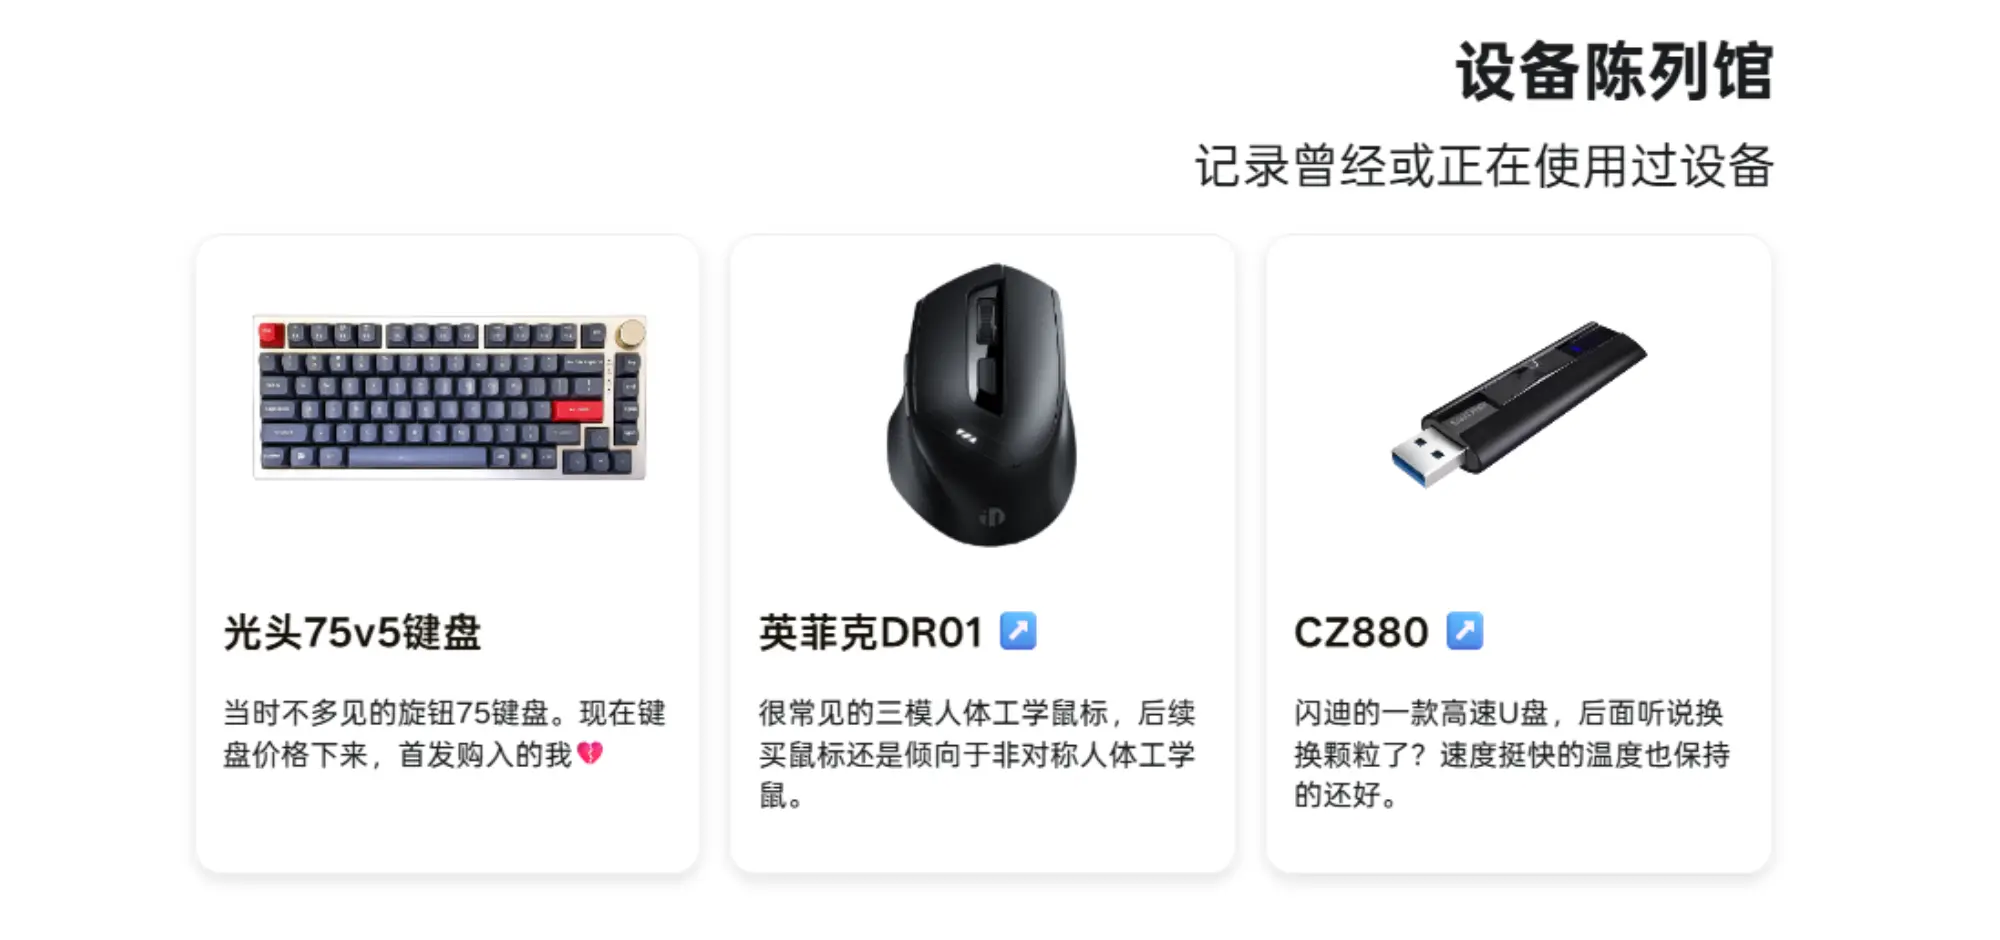 设备陈列馆
记录曾经或正在使用过设备
光头75v5键盘
当时不多见的旋钮75键盘。现在键
盘价格下来，首发购入的我💔
英菲克DR01 ↗️
很常见的三模人体工学鼠标，后续
买鼠标还是倾向于非对称人体工学
鼠。
CZ880 ↗️
闪迪的一款高速U盘，后面听说换
换颗粒了？速度挺快的温度也保持
的还好。